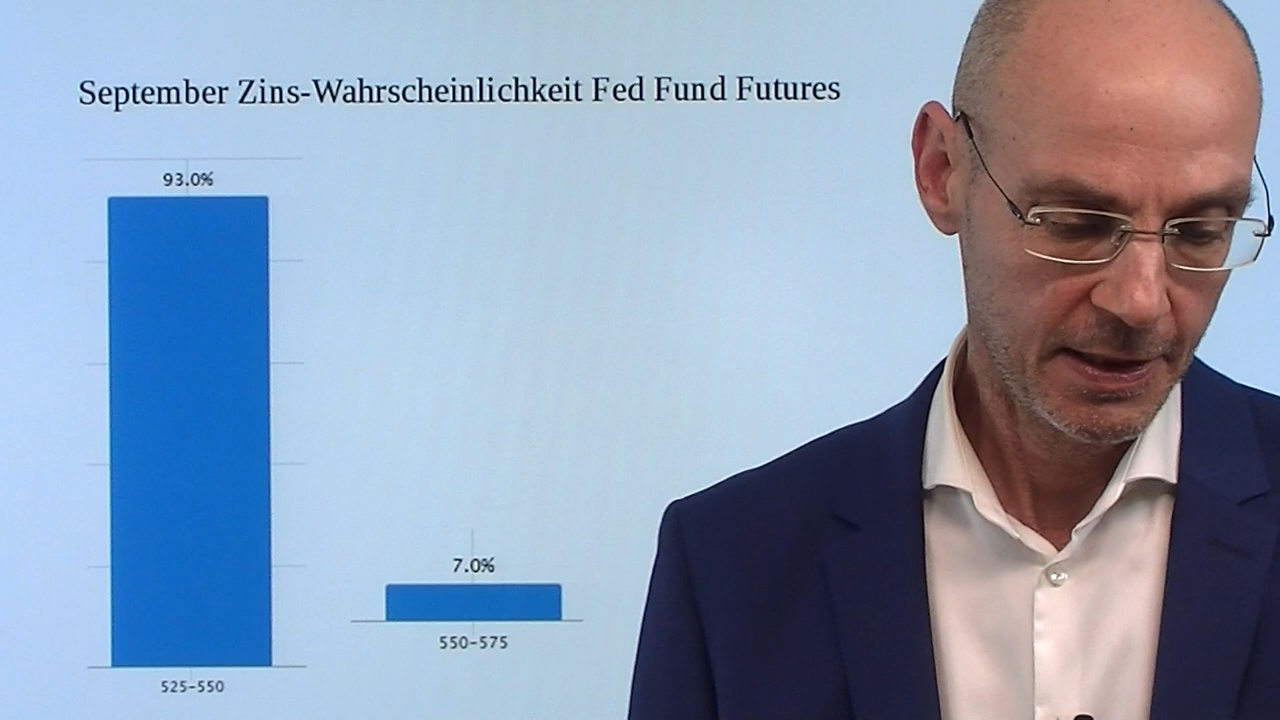 September Zins-Wahrscheinlichkeit Fed Fund Futures
93.0%
7.0%
550-575
525-550